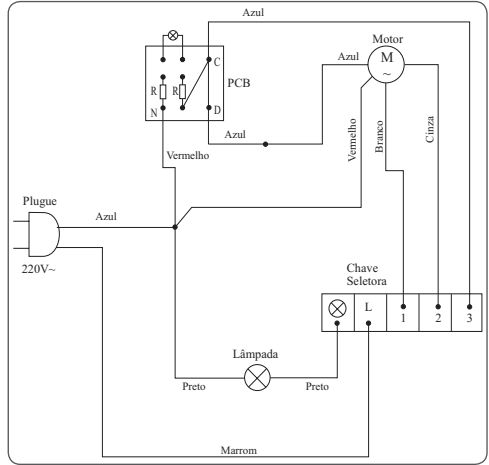 Azul
Motor
M
~
Azul
C
PCB
R
R
N
D
Azul
Vermelho
Vermelho
Branco
Cinza
Plugue
Azul
220V~
Chave
Seletora
L
1
2
3
Lâmpada
Preto
Preto
Marrom